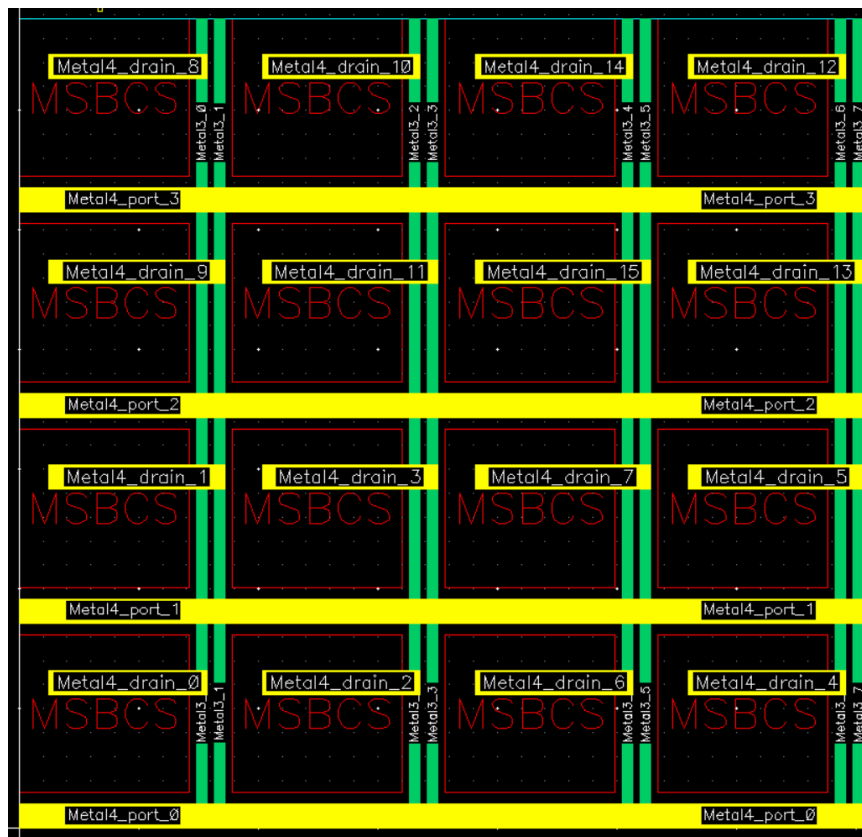 Metal4_drain_8 Metal4_drain_10 Metal4_drain_14 Metal4_drain_12
MSBCS MSBCS MSBCS MSBCS
Metal3_0 Metal3_1 Metal3_2 Metal3_3 Metal3_4 Metal3_5 Metal3_6 Metal3_7
Metal4_port_3 Metal4_port_3
Metal4_drain_9 Metal4_drain_11 Metal4_drain_15 Metal4_drain_13
MSBCS MSBCS MSBCS MSBCS
Metal4_port_2 Metal4_port_2
Metal4_drain_1 Metal4_drain_3 Metal4_drain_7 Metal4_drain_5
MSBCS MSBCS MSBCS MSBCS
Metal4_port_1 Metal4_port_1
Metal4_drain_0 Metal4_drain_2 Metal4_drain_6 Metal4_drain_4
MSBCS MSBCS MSBCS MSBCS
Metal3_1 Metal3_3 Metal3_5 Metal3_7
Metal4_port_0 Metal4_port_0